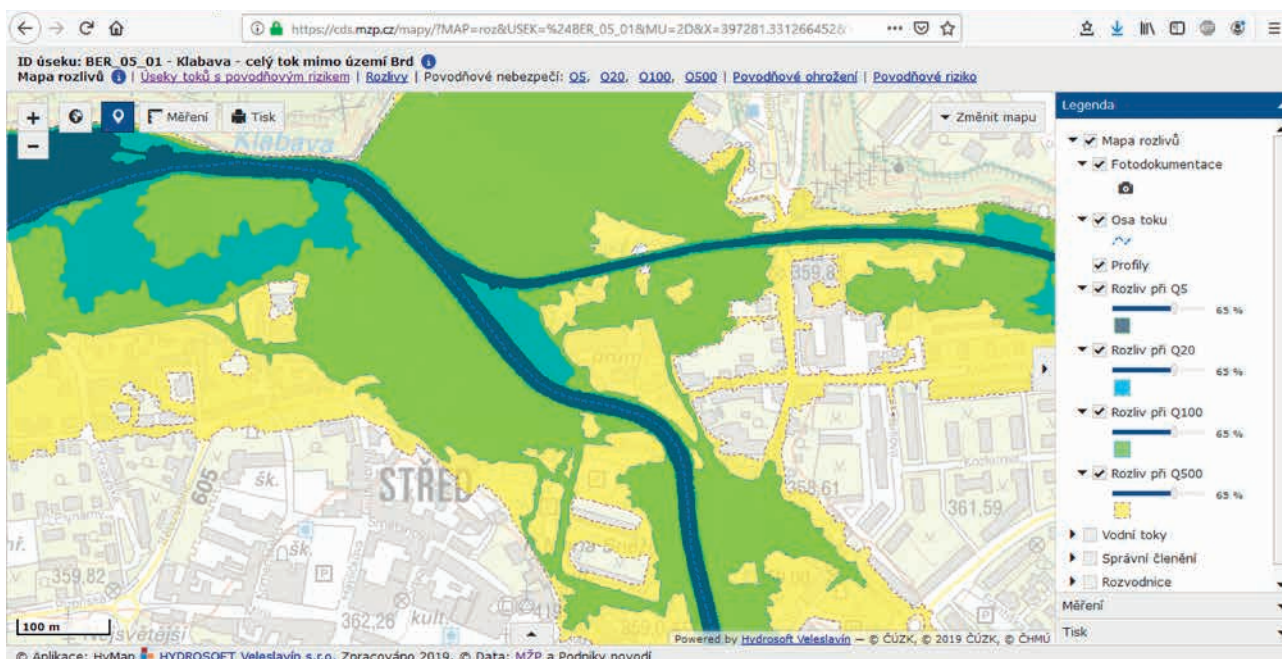 https://cds.mzp.cz/mapy/?MAP=roz&USEK=%24BER_05_01&MU=2D&X=397281.331266452&
ID úseku: BER_05_01 - Klabava - celý tok mimo území Brd
Mapa rozlivů | Úseky toků s povodňovým rizikem | Rozlivy | Povodňové nebezpečí: Q5, Q20, Q100, Q500 | Povodňové ohrožení | Povodňové riziko
+ Měření Tisk
Změnit mapu
−
Klabava
359,8
STŘED
605
šk.
šk.
358,61
361,59
359,82
362,26
kult.
419
Nejsvětější
100 m
Powered by Hydrosoft Veleslavín — © ČÚZK, © 2019 ČÚZK, © ČHMÚ
Legenda
Mapa rozlivů
Fotodokumentace
Osa toku
Profily
Rozliv při Q5
65 %
Rozliv při Q20
65 %
Rozliv při Q100
65 %
Rozliv při Q500
65 %
Vodní toky
Správní členění
Rozvodnice
Měření
Tisk
© Aplikace: HyMap HYDROSOFT Veleslavín s.r.o. Zpracováno 2019. © Data: MŽP a Podniky povodí